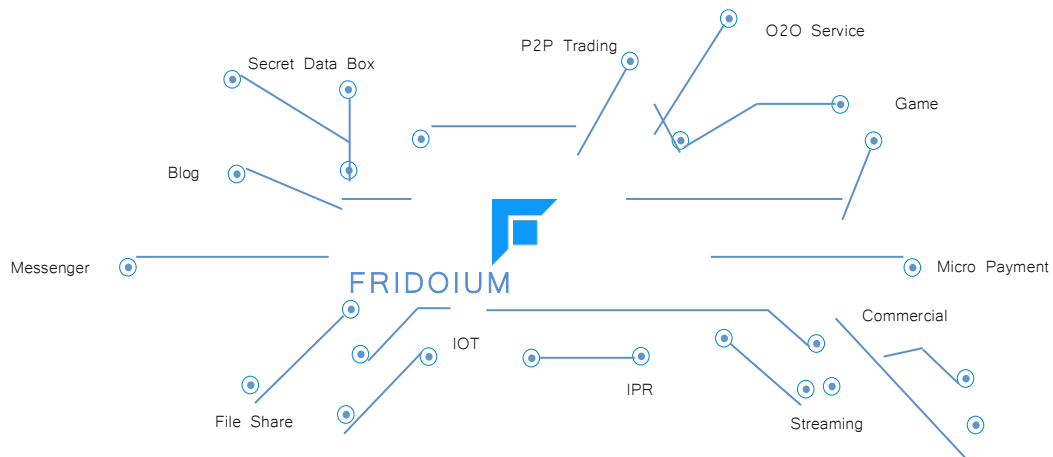 O2O Service
P2P Trading
Secret Data Box
Game
Blog
Messenger
Micro Payment
FRIDOIUM
Commercial
IOT
IPR
File Share
Streaming